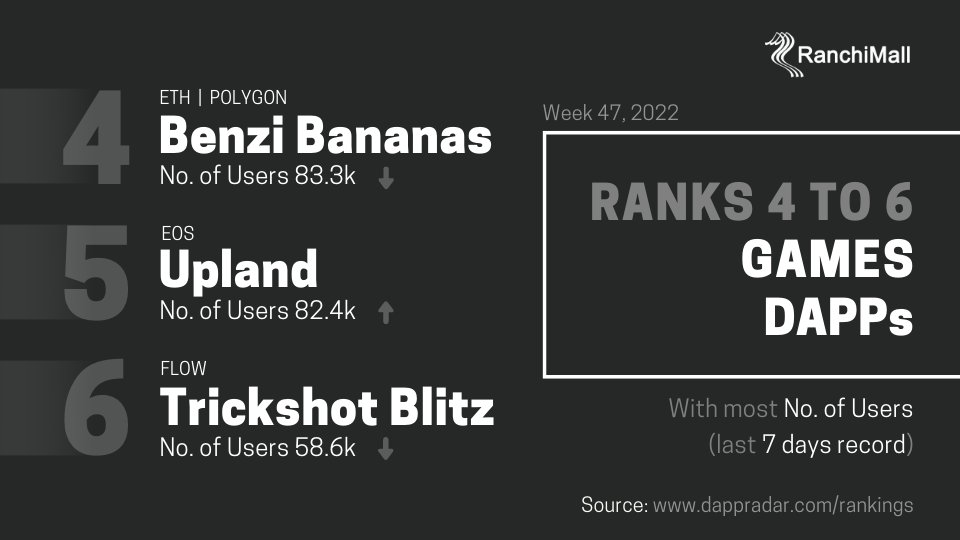 RanchiMall
4
ETH | POLYGON
Benzi Bananas
No. of Users 83.3k
5
EOS
Upland
No. of Users 82.4k
6
FLOW
Trickshot Blitz
No. of Users 58.6k
Week 47, 2022
RANKS 4 TO 6
GAMES
DAPPs
With most No. of Users
(last 7 days record)
Source: www.dappradar.com/rankings